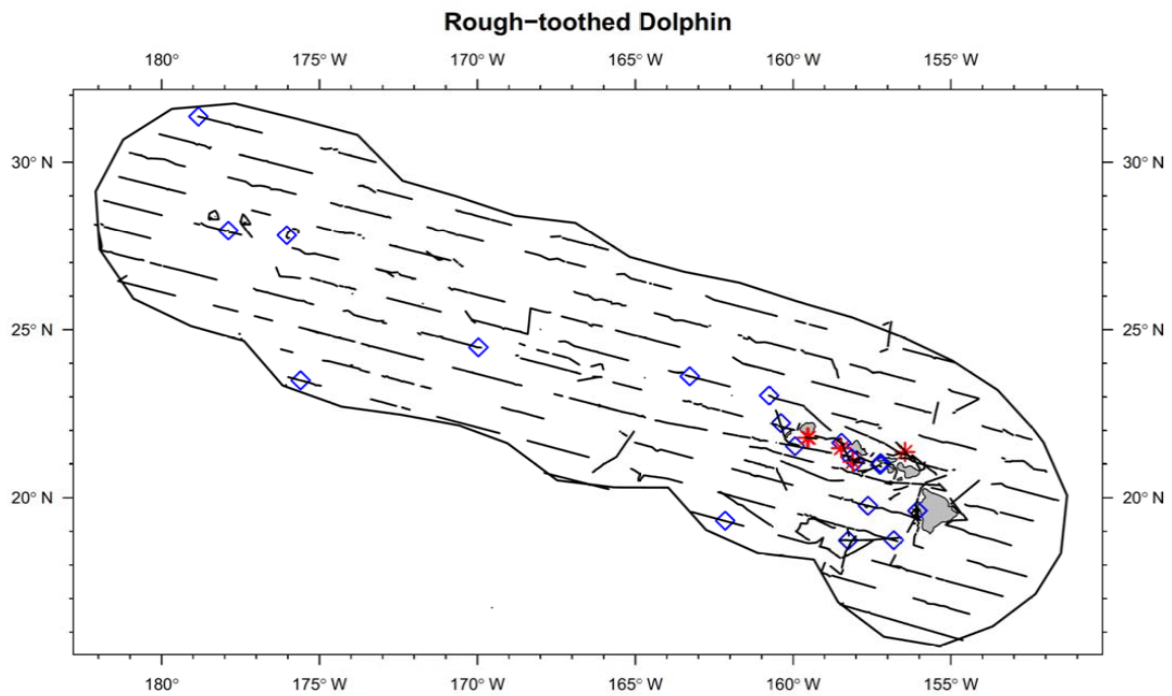 Rough−toothed Dolphin
180° 175° W 170° W 165° W 160° W 155° W
30° N 30° N
25° N 25° N
20° N 20° N
180° 175° W 170° W 165° W 160° W 155° W